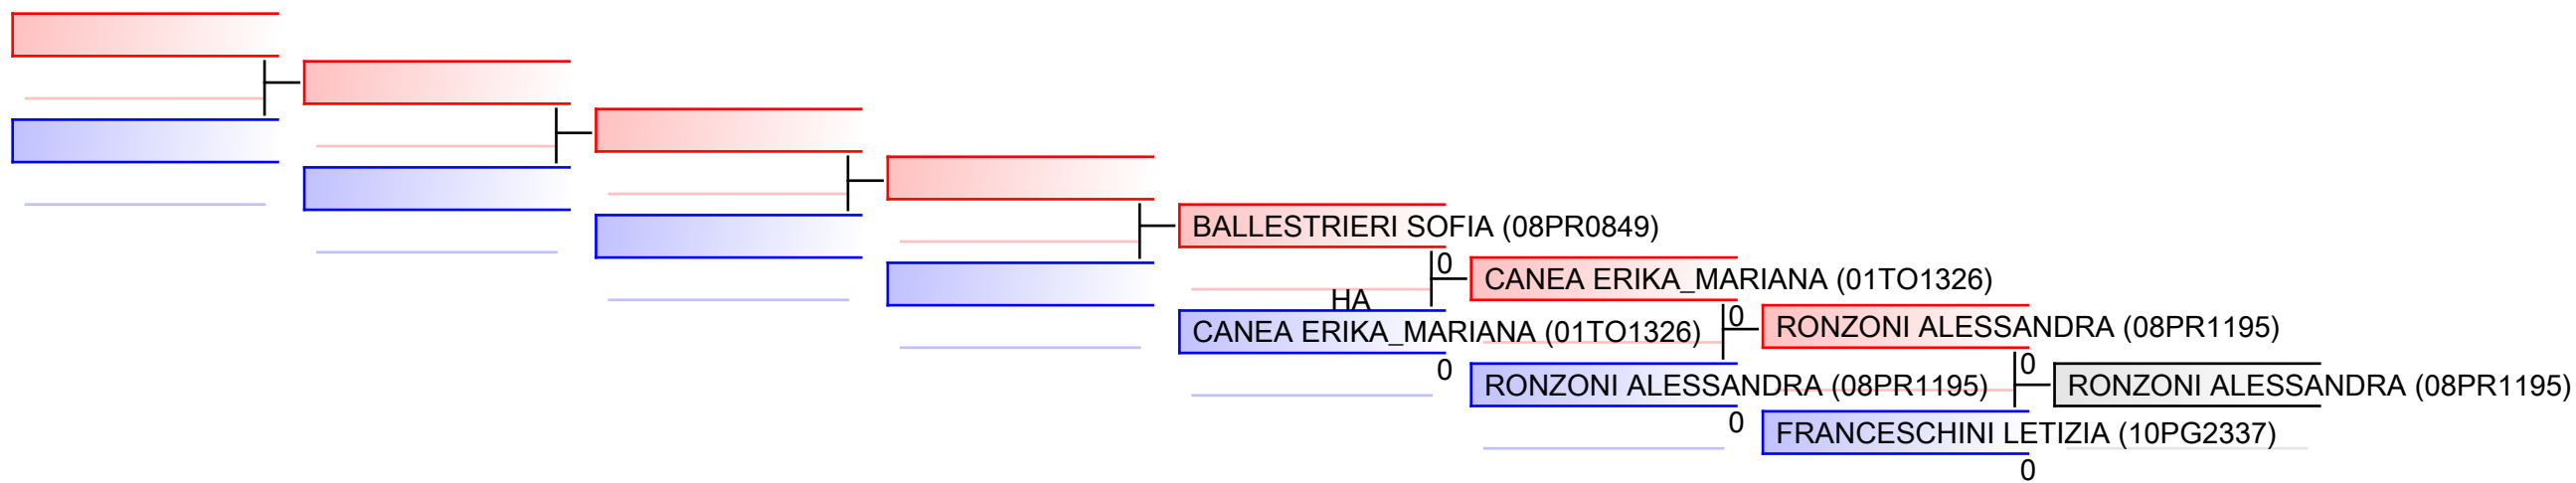 BALLESTRIERI SOFIA (08PR0849)
0
CANEA ERIKA_MARIANA (01TO1326)
HA
CANEA ERIKA_MARIANA (01TO1326)
0
0
RONZONI ALESSANDRA (08PR1195)
RONZONI ALESSANDRA (08PR1195)
0
0
RONZONI ALESSANDRA (08PR1195)
FRANCESCHINI LETIZIA (10PG2337)
0